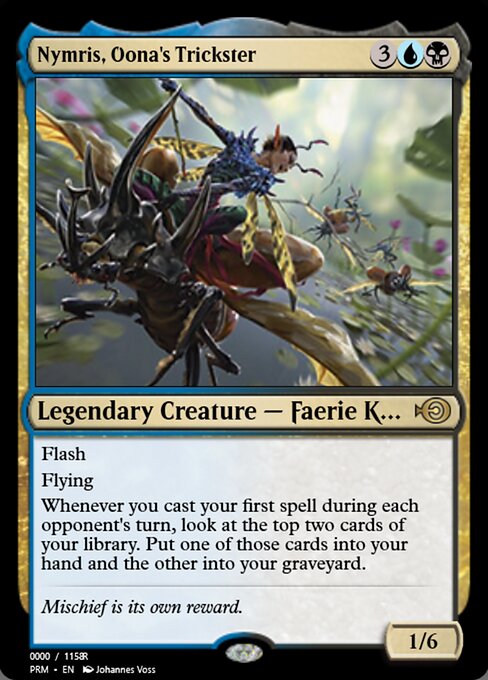 Nymris, Oona's Trickster 3
Legendary Creature — Faerie K...
Flash
Flying
Whenever you cast your first spell during each
opponent's turn, look at the top two cards of
your library. Put one of those cards into your
hand and the other into your graveyard.
Mischief is its own reward.
1/6
0000 / 1158R
PRM • EN Johannes Voss